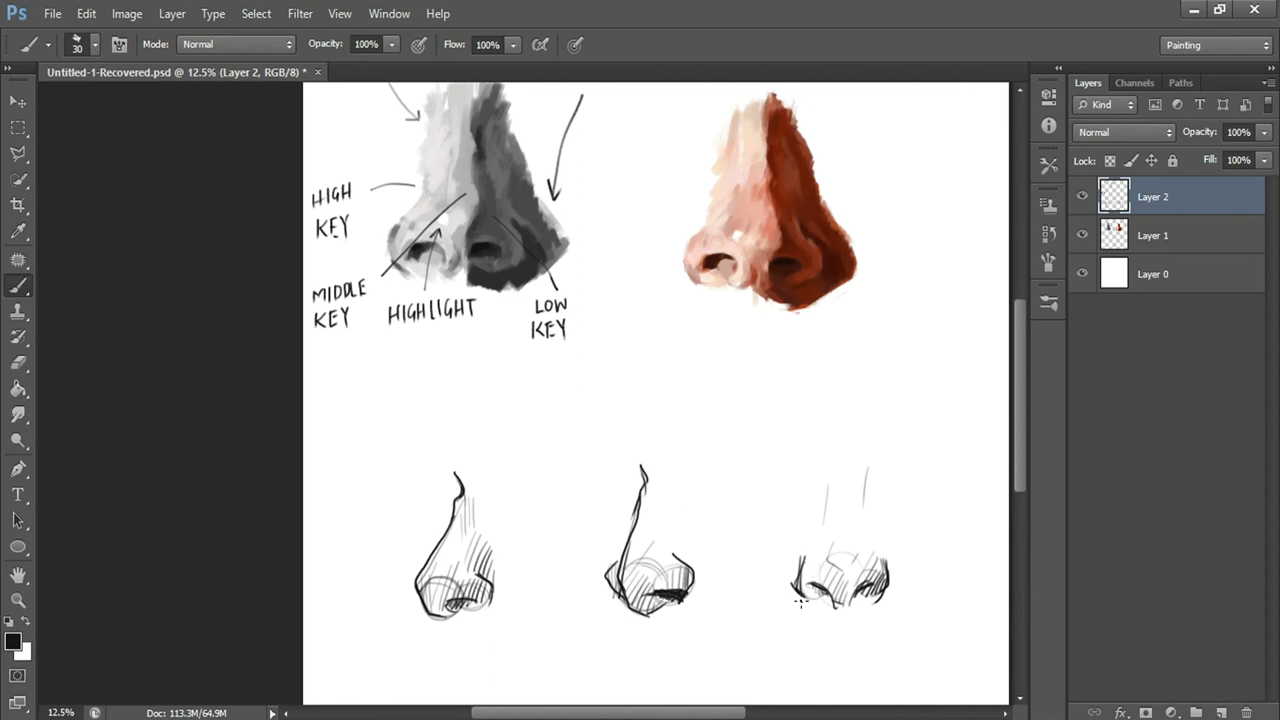 Ps File Edit Image Layer Type Select Filter View Window Help
30 Mode: Normal Opacity: 100% Flow: 100% Painting
Untitled-1-Recovered.psd @ 12.5% (Layer 2, RGB/8) * ×
Layers Channels Paths
Kind
Normal Opacity: 100%
Lock: Fill: 100%
Layer 2
Layer 1
Layer 0
HIGH
KEY
MIDDLE
KEY
HIGHLIGHT
LOW
KEY
T
12.5% Doc: 113.3M/64.9M
fx